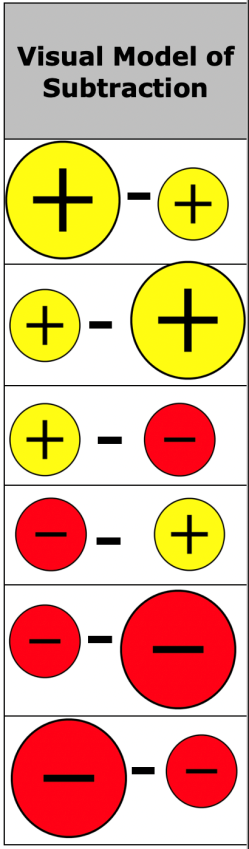 Visual Model of
Subtraction
+ - +
+ - +
+ - -
- - +
- - -
- - -